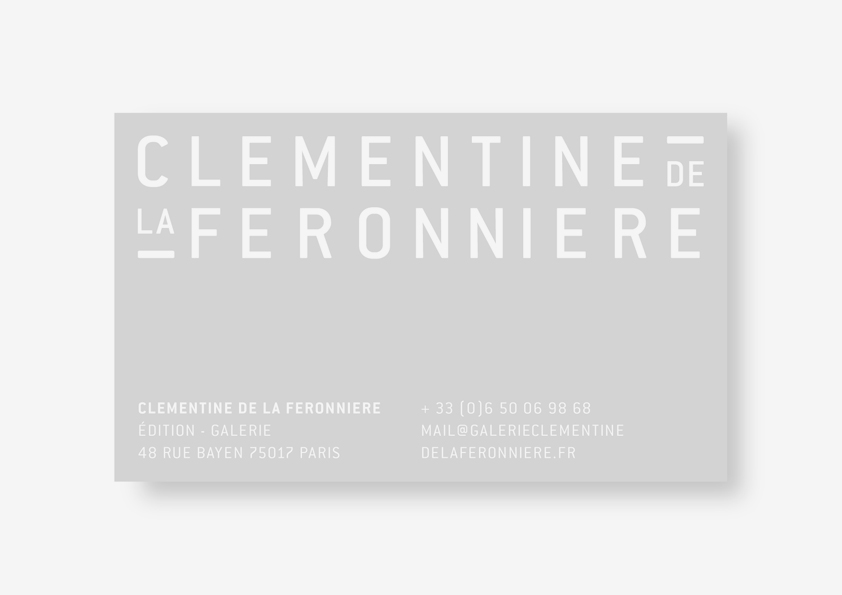 CLEMENTINE DE
LA FERONNIERE
CLEMENTINE DE LA FERONNIERE
ÉDITION - GALERIE
48 RUE BAYEN 75017 PARIS
+ 33 (0)6 50 06 98 68
MAIL@GALERIECLEMENTINE
DELAFERONNIERE.FR